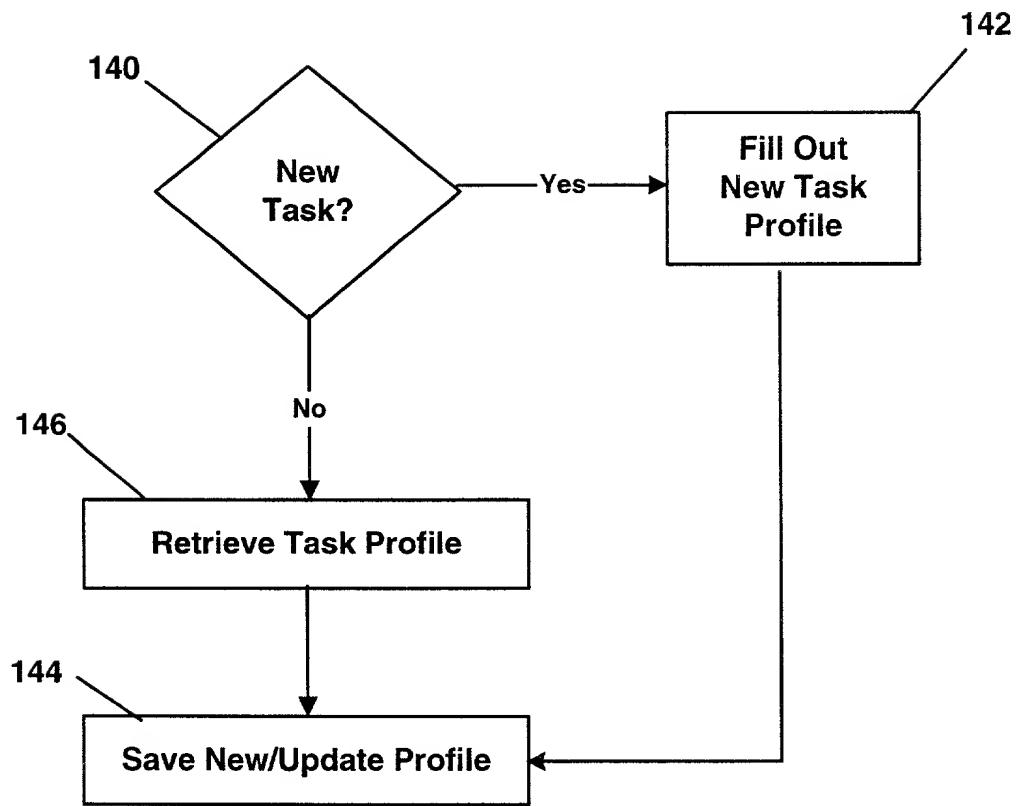 142
140
New
Task?
Yes
Fill Out
New Task
Profile
No
146
Retrieve Task Profile
144
Save New/Update Profile